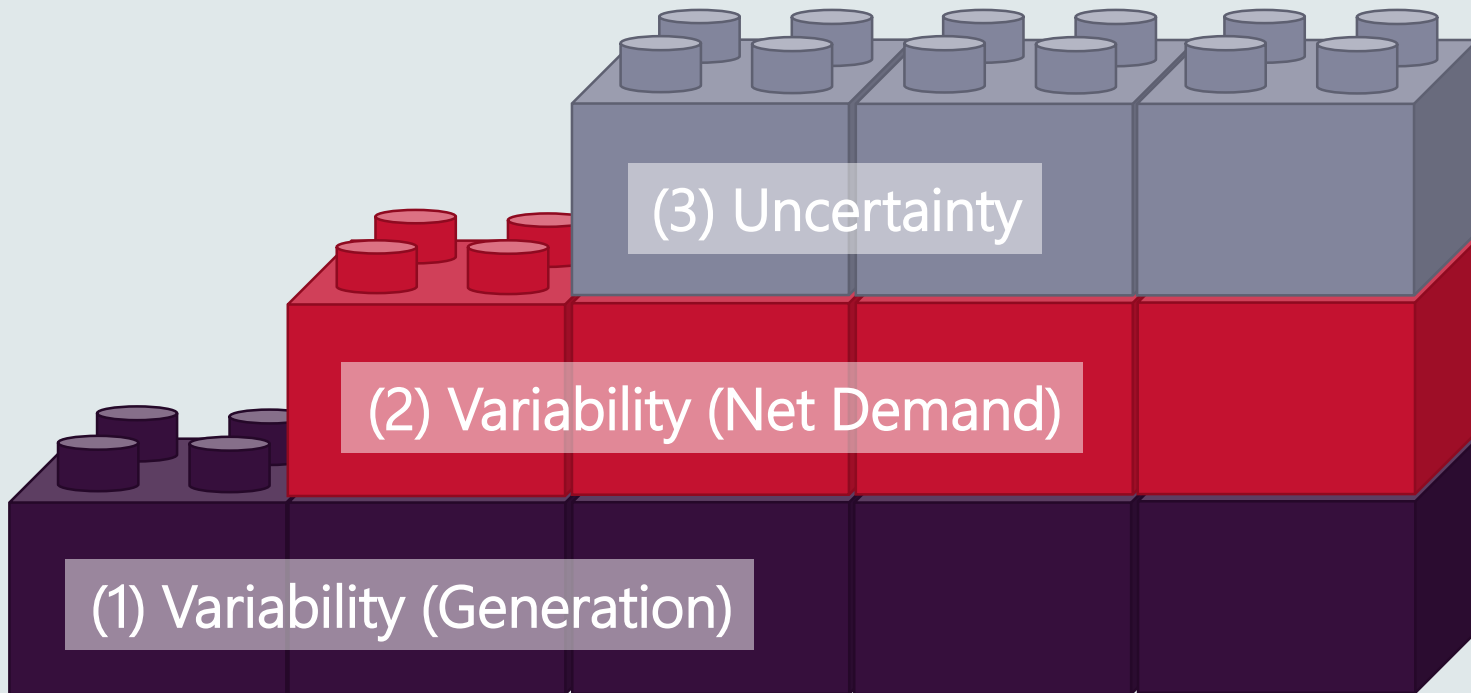 (3) Uncertainty
(2) Variability (Net Demand)
(1) Variability (Generation)